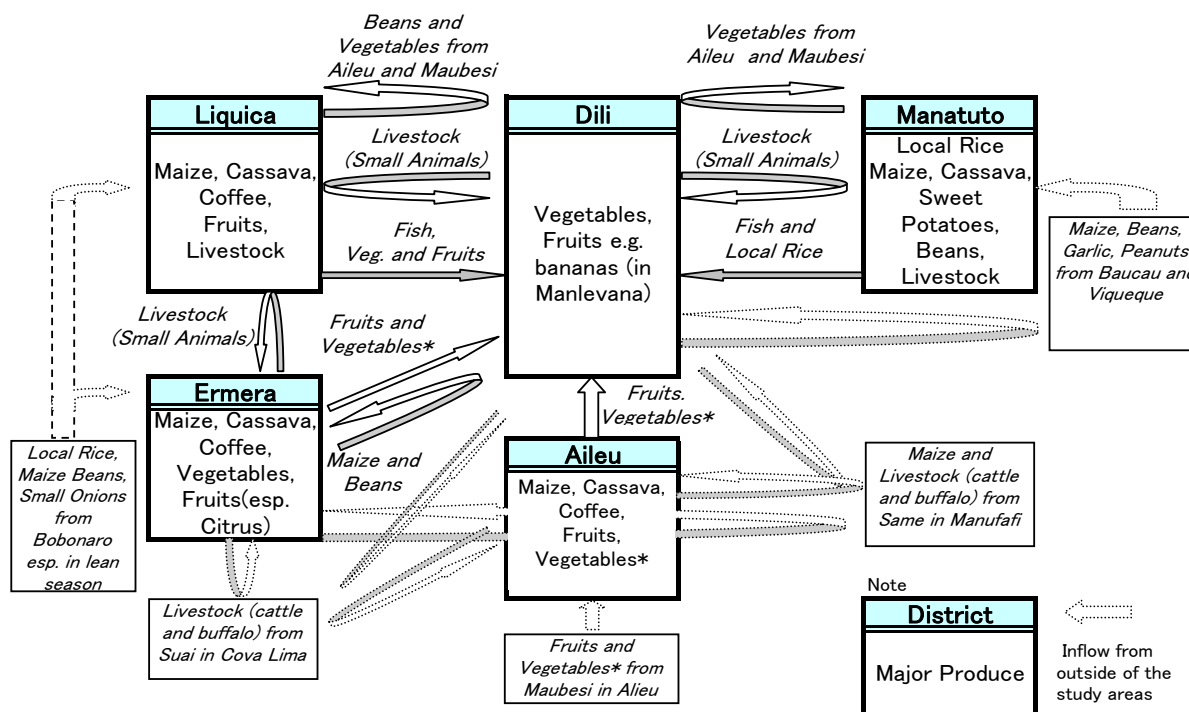 Beans and
Vegetables from
Aileu and Maubesi
Vegetables from
Aileu and Maubesi
Liquica
Maize, Cassava,
Coffee,
Fruits,
Livestock
Livestock
(Small Animals)
Fish,
Veg. and Fruits
Dili
Vegetables,
Fruits e.g.
bananas (in
Manlevana)
Livestock
(Small Animals)
Fish and
Local Rice
Manatuto
Local Rice
Maize, Cassava,
Sweet
Potatoes,
Beans,
Livestock
Maize, Beans,
Garlic, Peanuts
from Baucau and
Viqueque
Livestock
(Small Animals)
Fruits and
Vegetables*
Ermera
Maize, Cassava,
Coffee,
Vegetables,
Fruits(esp.
Citrus)
Maize and
Beans
Fruits.
Vegetables*
Aileu
Maize, Cassava,
Coffee,
Fruits,
Vegetables*
Local Rice,
Maize Beans,
Small Onions
from
Bobonaro
esp. in lean
season
Maize and
Livestock (cattle
and buffalo) from
Same in Manufafi
Livestock (cattle
and buffalo) from
Suai in Cova Lima
Fruits and
Vegetables* from
Maubesi in Alieu
Note
District
Major Produce
Inflow from
outside of the
study areas